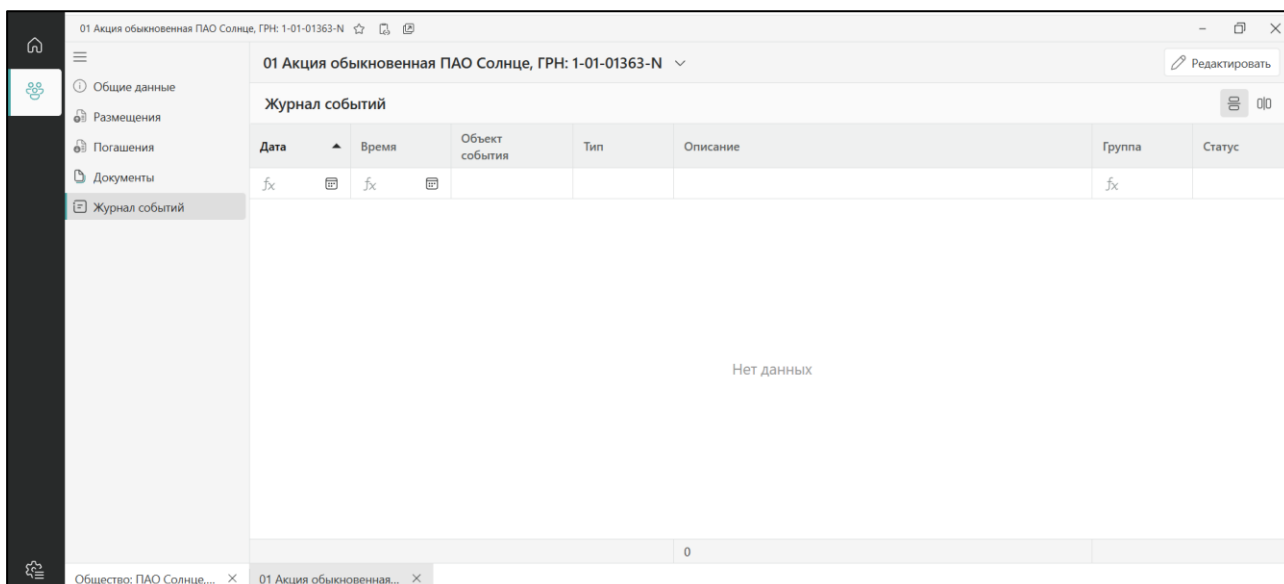 01 Акция обыкновенная ПАО Солнце, ГРН: 1-01-01363-N
01 Акция обыкновенная ПАО Солнце, ГРН: 1-01-01363-N
Редактировать
Общие данные
Размещения
Погашения
Документы
Журнал событий
Журнал событий
Дата
Время
Объект
события
Тип
Описание
Группа
Статус
fx
fx
fx
Нет данных
0
Общество: ПАО Солнце,...
01 Акция обыкновенная...